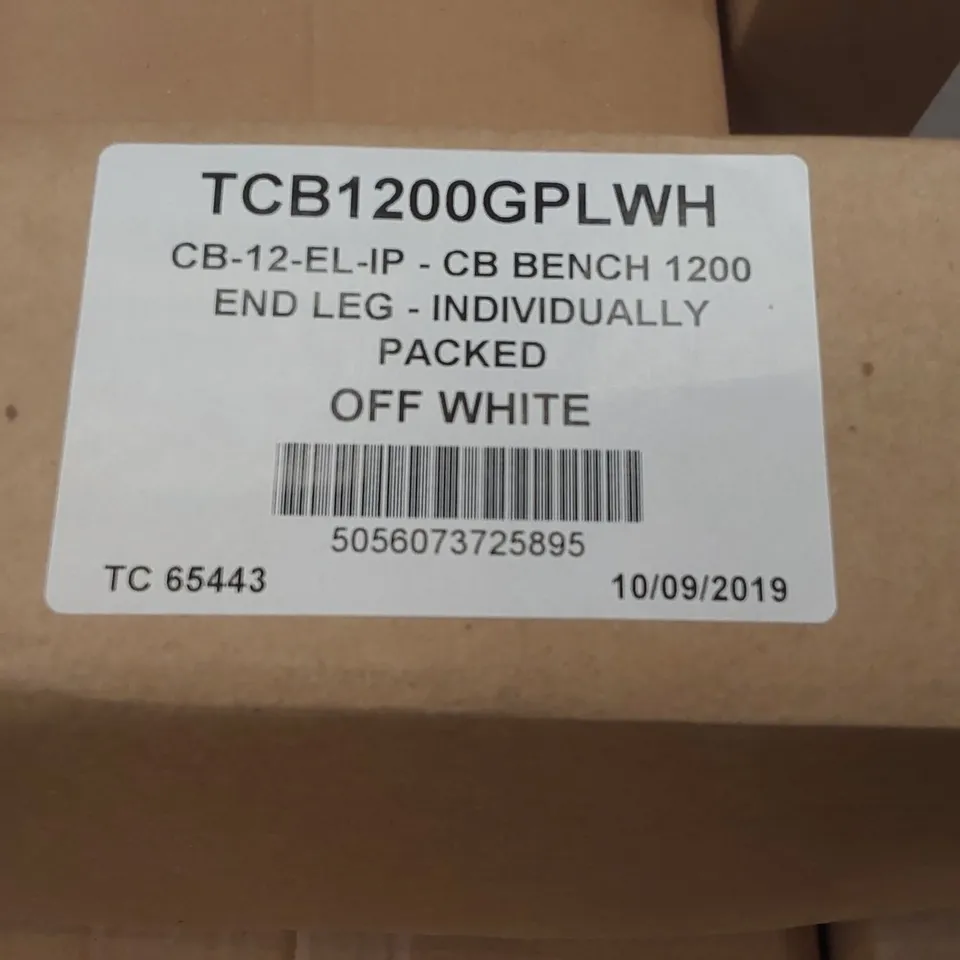 TCB1200GPLWH
CB-12-EL-IP - CB BENCH 1200
END LEG - INDIVIDUALLY
PACKED
OFF WHITE
5056073725895
TC 65443
10/09/2019